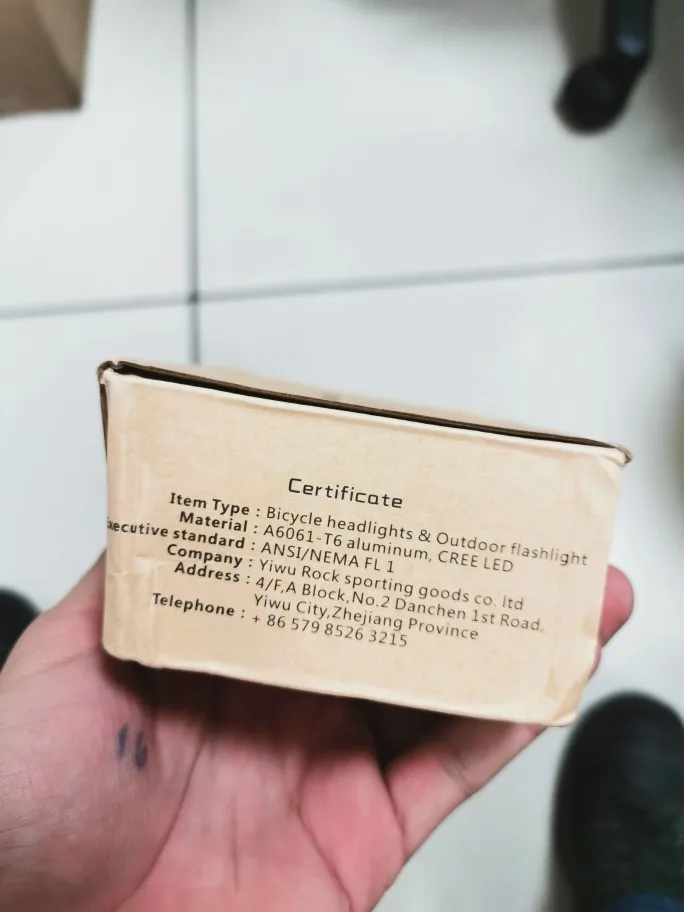 Certificate
Item Type : Bicycle headlights & Outdoor flashlight
Material : A6061-T6 aluminum, CREE LED
Executive standard : ANSI/NEMA FL 1
Company : Yiwu Rock sporting goods co. ltd
Address : 4/F,A Block,No.2 Danchen 1st Road,
Yiwu City,Zhejiang Province
Telephone : + 86 579 8526 3215
16